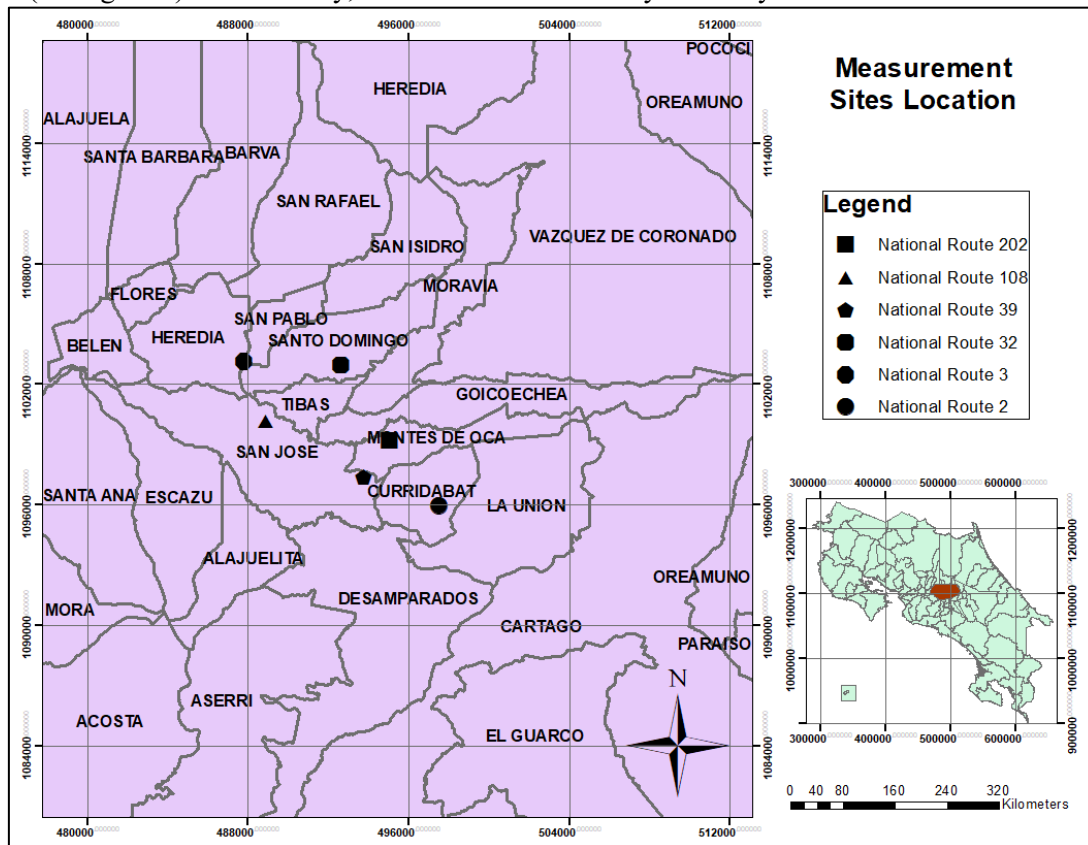 480000 488000 496000 504000 512000
POCOCI
HEREDIA
OREAMUNO
ALAJUELA
1114000 1114000
SANTA BARBARA BARVA
SAN RAFAEL
SAN ISIDRO
VAZQUEZ DE CORONADO
1108000 1108000
MORAVIA
FLORES
SAN PABLO
HEREDIA
SANTO DOMINGO
BELEN
1102000 1102000
GOICOECHEA
TIBAS
MONTES DE OCA
SAN JOSE
CURRIDABAT
SANTA ANA ESCAZU
LA UNION
1096000 1096000
ALAJUELITA
OREAMUNO
DESAMPARADOS
MORA
CARTAGO
1090000 1090000
PARAISO
ASERRI
ACOSTA
EL GUARCO
1084000 1084000
N
480000 488000 496000 504000 512000
Measurement
Sites Location
Legend
National Route 202
National Route 108
National Route 39
National Route 32
National Route 3
National Route 2
300000 400000 500000 600000
1200000 1200000
1100000 1100000
1000000 1000000
900000
300000 400000 500000 600000
0 40 80 160 240 320
Kilometers